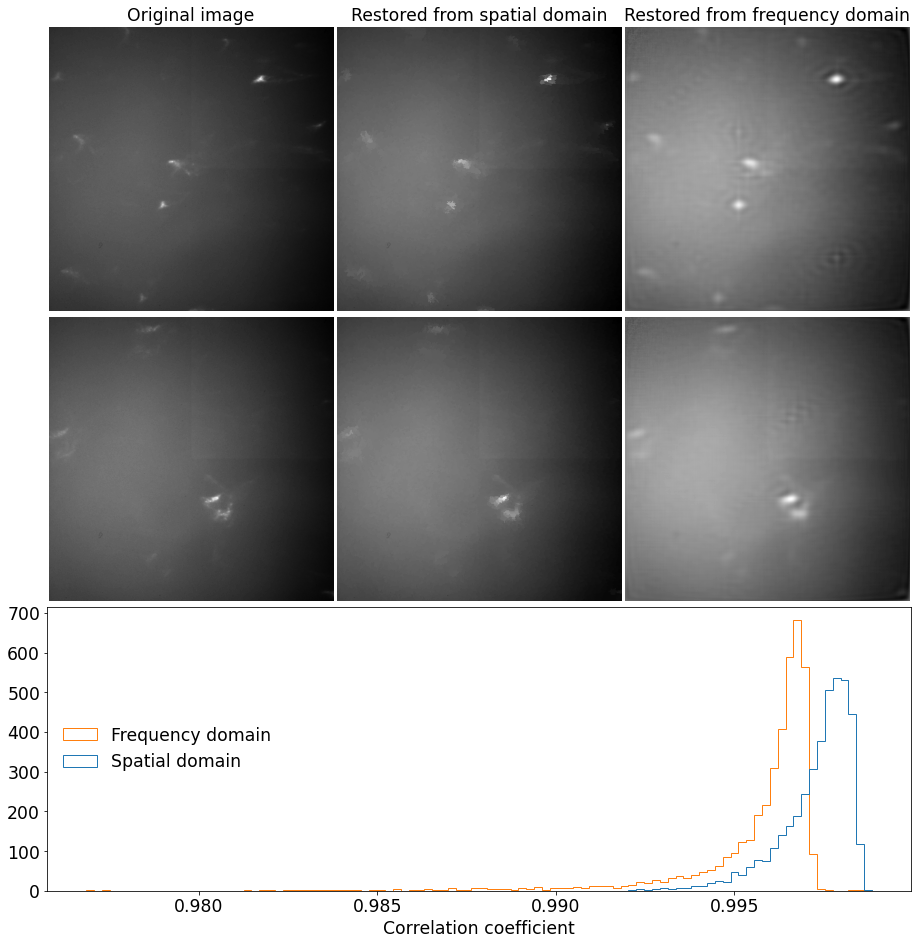 Original image
Restored from spatial domain
Restored from frequency domain
700
600
500
400
300
200
100
0
Frequency domain
Spatial domain
0.980
0.985
0.990
0.995
Correlation coefficient